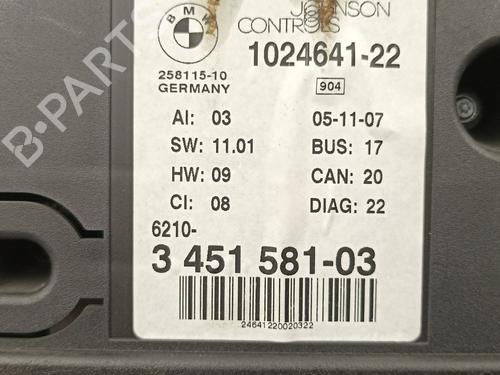 BMW
JOHNSON
CONTROLS
1024641-22
258115-10
GERMANY
904
AI: 03 05-11-07
SW: 11.01 BUS: 17
HW: 09 CAN: 20
CI: 08 DIAG: 22
6210-
3 451 581-03
24641220020322
B-PARTS